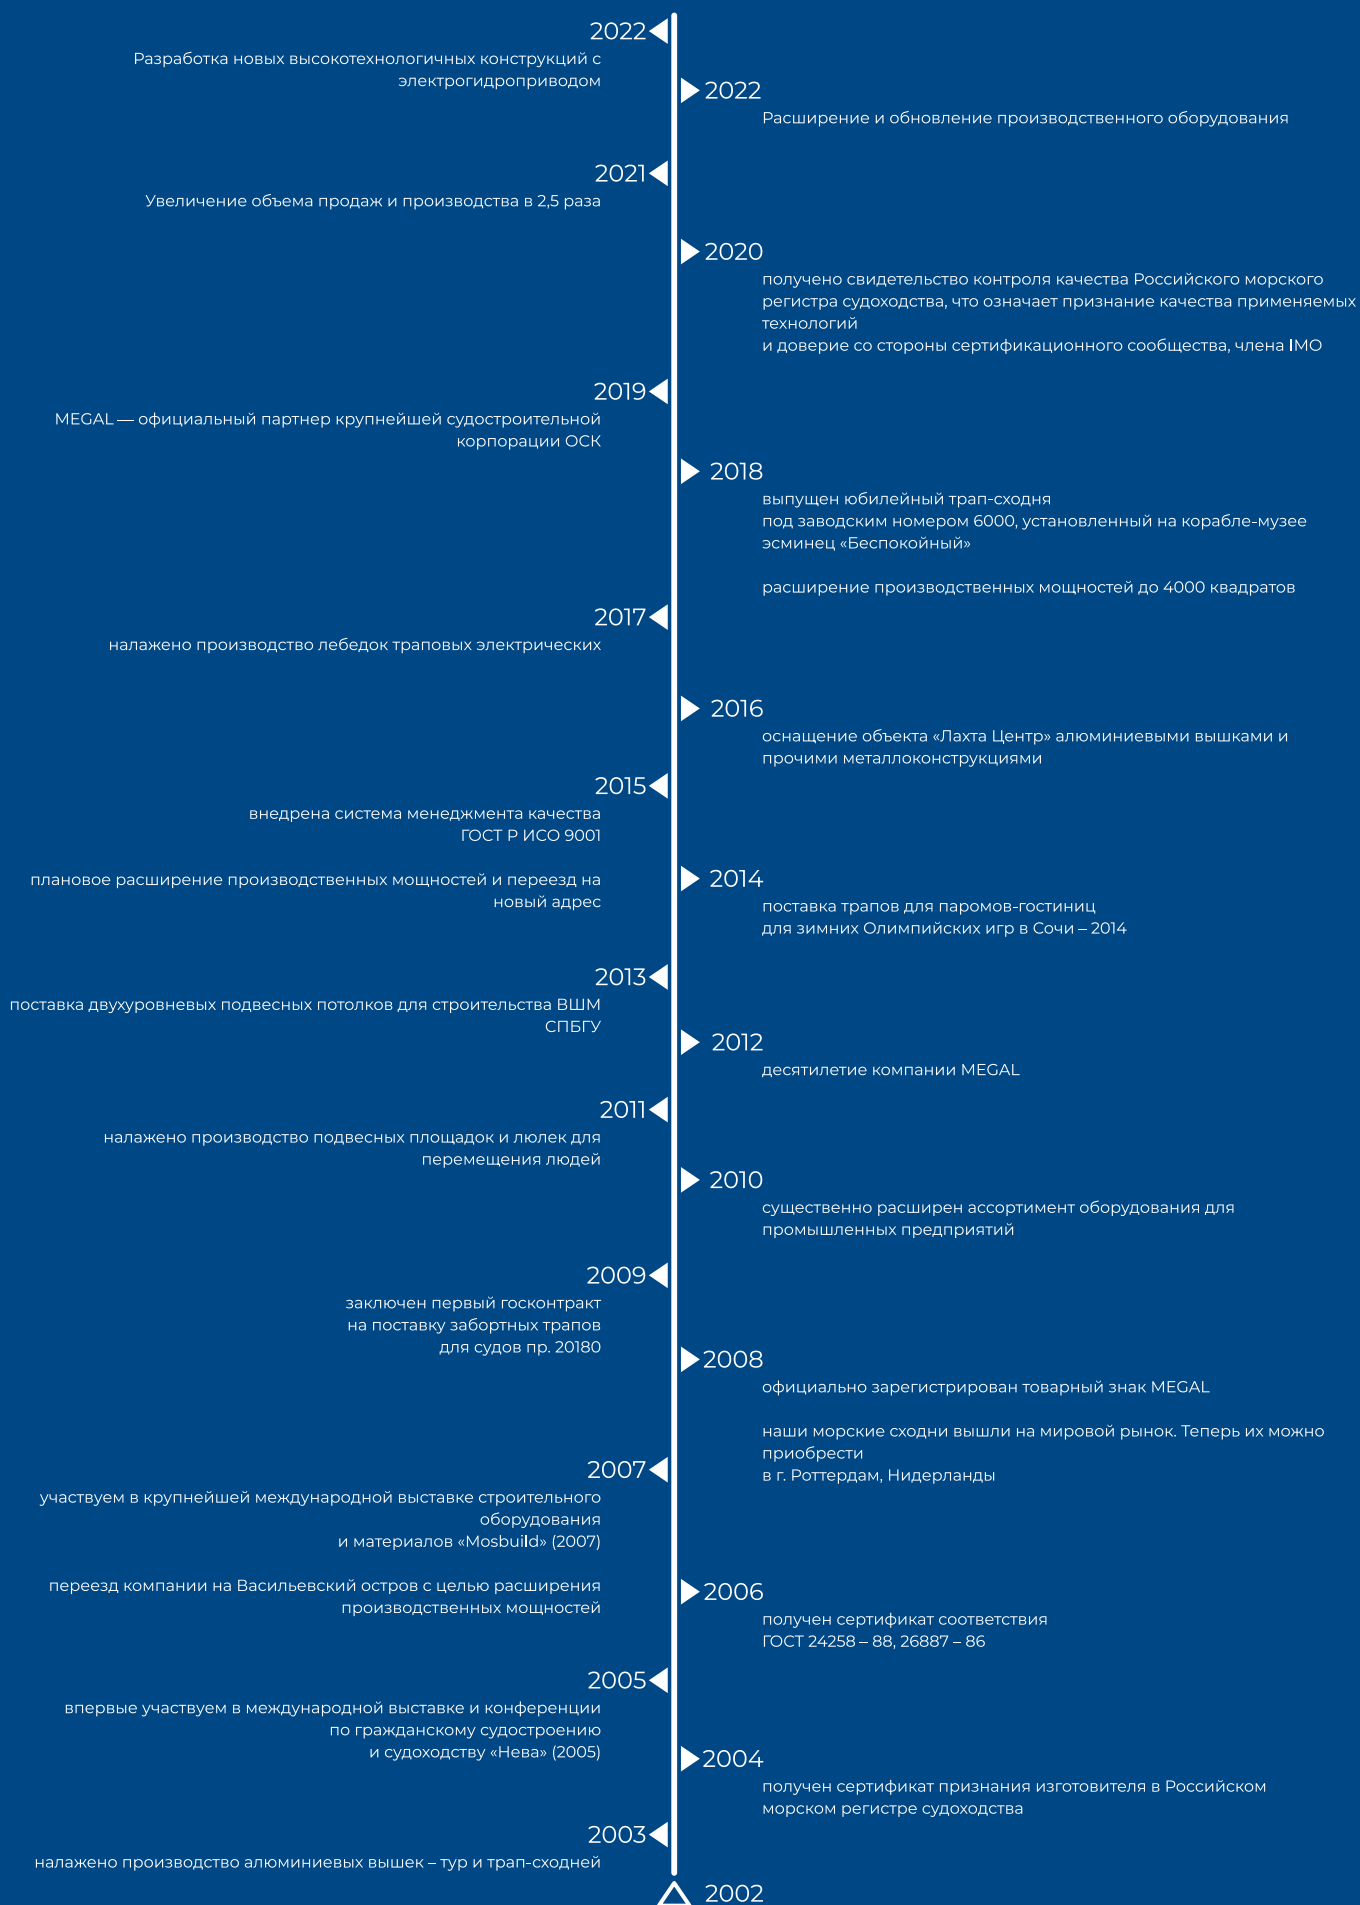 2022
Разработка новых высокотехнологичных конструкций с
электрогидроприводом
2022
Расширение и обновление производственного оборудования
2021
Увеличение объема продаж и производства в 2,5 раза
2020
получено свидетельство контроля качества Российского морского
регистра судоходства, что означает признание качества применяемых
технологий
и доверие со стороны сертификационного сообщества, члена IMO
2019
MEGAL — официальный партнер крупнейшей судостроительной
корпорации ОСК
2018
выпущен юбилейный трап-сходня
под заводским номером 6000, установленный на корабле-музее
эсминец «Беспокойный»
расширение производственных мощностей до 4000 квадратов
2017
налажено производство лебедок траповых электрических
2016
оснащение объекта «Лахта Центр» алюминиевыми вышками и
прочими металлоконструкциями
2015
внедрена система менеджмента качества
ГОСТ Р ИСО 9001
плановое расширение производственных мощностей и переезд на
новый адрес
2014
поставка трапов для паромов-гостиниц
для зимних Олимпийских игр в Сочи – 2014
2013
поставка двухуровневых подвесных потолков для строительства ВШМ
СПБГУ
2012
десятилетие компании MEGAL
2011
налажено производство подвесных площадок и люлек для
перемещения людей
2010
существенно расширен ассортимент оборудования для
промышленных предприятий
2009
заключен первый госконтракт
на поставку забортных трапов
для судов пр. 20180
2008
официально зарегистрирован товарный знак MEGAL
наши морские сходни вышли на мировой рынок. Теперь их можно
приобрести
в г. Роттердам, Нидерланды
2007
участвуем в крупнейшей международной выставке строительного
оборудования
и материалов «Mosbuild» (2007)
переезд компании на Васильевский остров с целью расширения
производственных мощностей
2006
получен сертификат соответствия
ГОСТ 24258 – 88, 26887 – 86
2005
впервые участвуем в международной выставке и конференции
по гражданскому судостроению
и судоходству «Нева» (2005)
2004
получен сертификат признания изготовителя в Российском
морском регистре судоходства
2003
налажено производство алюминиевых вышек – тур и трап-сходней
2002